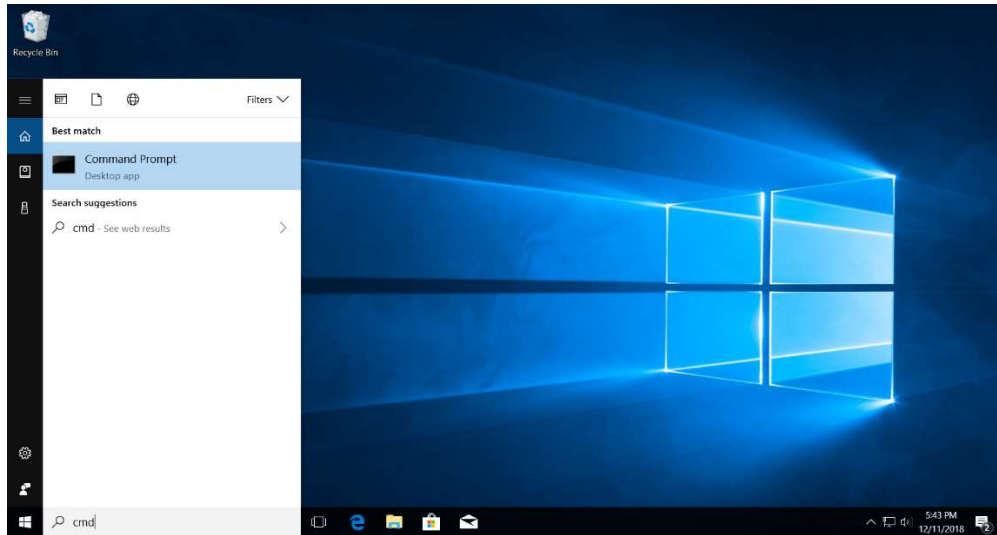 Recycle Bin
Filters
Best match
Command Prompt
Desktop app
Search suggestions
cmd - See web results
cmd
5:43 PM
12/11/2018
2